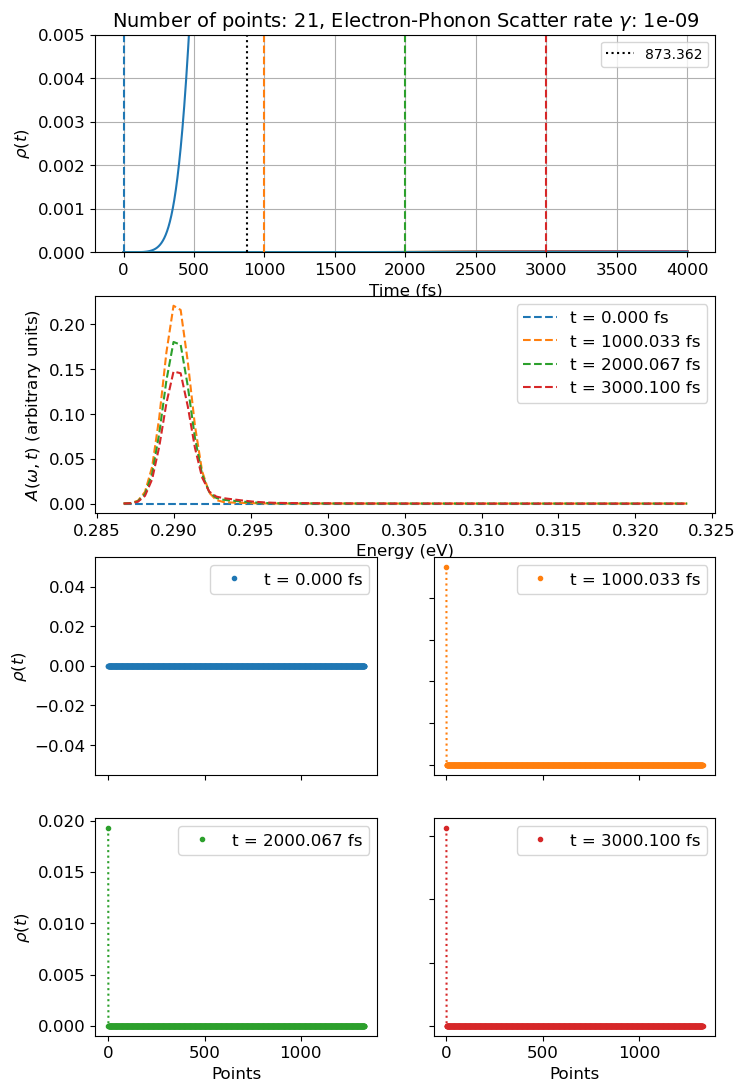 Number of points: 21, Electron-Phonon Scatter rate γ: 1e-09
0.005
0.004
0.003
0.002
0.001
0.000
ρ(t)
873.362
0 500 1000 1500 2000 2500 3000 3500 4000
Time (fs)
0.20
0.15
0.10
0.05
0.00
A(ω, t) (arbitrary units)
t = 0.000 fs
t = 1000.033 fs
t = 2000.067 fs
t = 3000.100 fs
0.285 0.290 0.295 0.300 0.305 0.310 0.315 0.320 0.325
Energy (eV)
0.04
0.02
0.00
−0.02
−0.04
ρ(t)
t = 0.000 fs
t = 1000.033 fs
0.020
0.015
0.010
0.005
0.000
ρ(t)
t = 2000.067 fs
t = 3000.100 fs
0 500 1000
Points
0 500 1000
Points